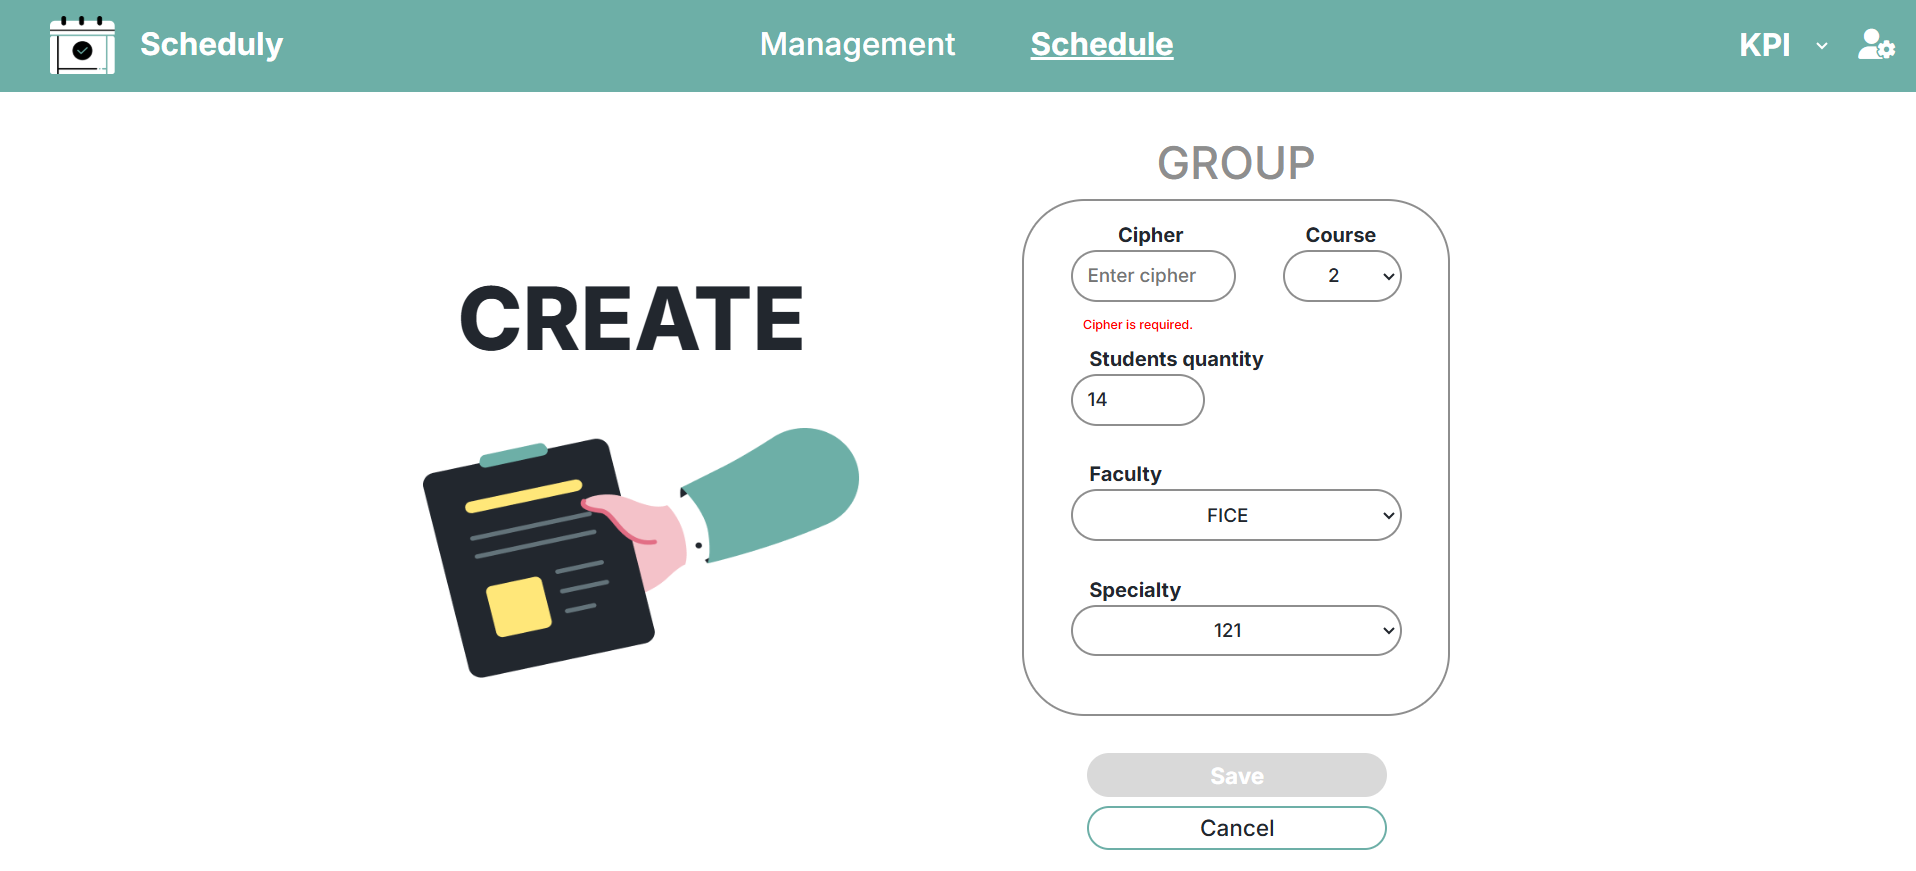 Scheduly
Management
Schedule
KPI
CREATE
GROUP
Cipher
Course
Enter cipher
2
Cipher is required.
Students quantity
14
Faculty
FICE
Specialty
121
Save
Cancel